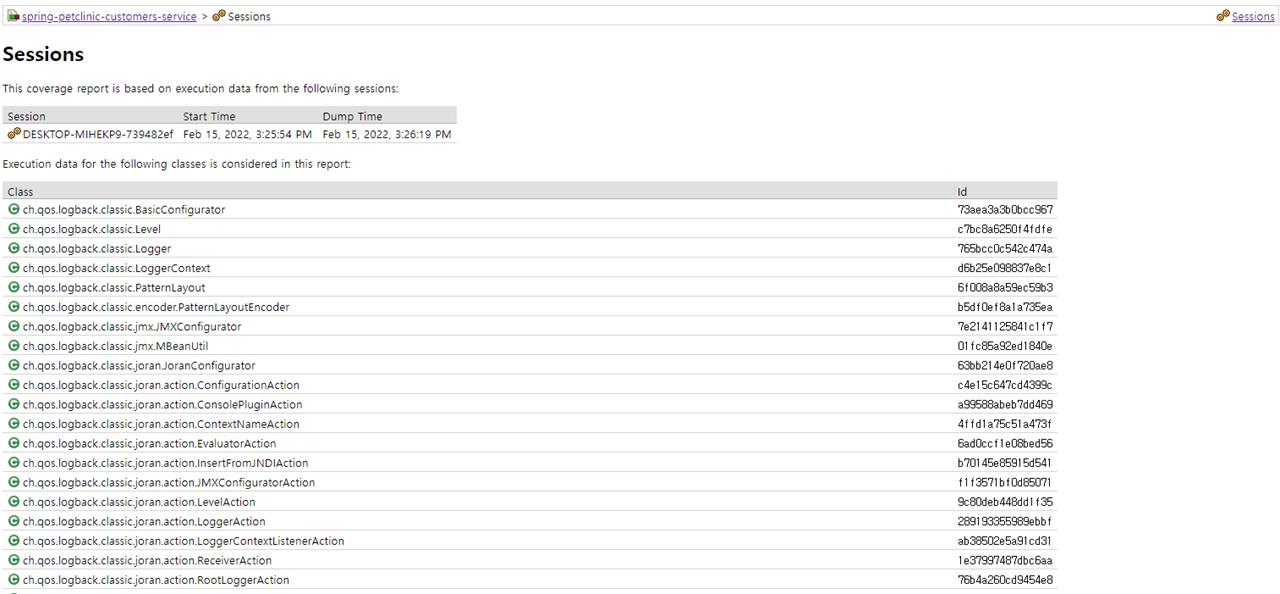 spring-petclinic-customers-service > Sessions Sessions
Sessions
This coverage report is based on execution data from the following sessions:
Session Start Time Dump Time
DESKTOP-MIHEKP9-739482ef Feb 15, 2022, 3:25:54 PM Feb 15, 2022, 3:26:19 PM
Execution data for the following classes is considered in this report:
Class Id
ch.qos.logback.classic.BasicConfigurator 73aea3a3b0bcc967
ch.qos.logback.classic.Level c7bc8a6250f4fdfe
ch.qos.logback.classic.Logger 765bcc0c542c474a
ch.qos.logback.classic.LoggerContext d6b25e098837e8c1
ch.qos.logback.classic.PatternLayout 6f008a8a59ec59b3
ch.qos.logback.classic.encoder.PatternLayoutEncoder b5df0ef8a1a735ea
ch.qos.logback.classic.jmx.JMXConfigurator 7e2141125841c1f7
ch.qos.logback.classic.jmx.MBeanUtil 01fc85a92ed1840e
ch.qos.logback.classic.joran.JoranConfigurator 63bb214e0f720ae8
ch.qos.logback.classic.joran.action.ConfigurationAction c4e15c647cd4399c
ch.qos.logback.classic.joran.action.ConsolePluginAction a99588abeb7dd469
ch.qos.logback.classic.joran.action.ContextNameAction 4ffd1a75c51a473f
ch.qos.logback.classic.joran.action.EvaluatorAction 6ad0ccf1e08bed56
ch.qos.logback.classic.joran.action.InsertFromJNDIAction b70145e85915d541
ch.qos.logback.classic.joran.action.JMXConfiguratorAction f1f3571bf0d85071
ch.qos.logback.classic.joran.action.LevelAction 9c80deb448dd1f35
ch.qos.logback.classic.joran.action.LoggerAction 289193355989ebbf
ch.qos.logback.classic.joran.action.LoggerContextListenerAction ab38502e5a91cd31
ch.qos.logback.classic.joran.action.ReceiverAction 1e37997487dbc6aa
ch.qos.logback.classic.joran.action.RootLoggerAction 76b4a260cd9454e8